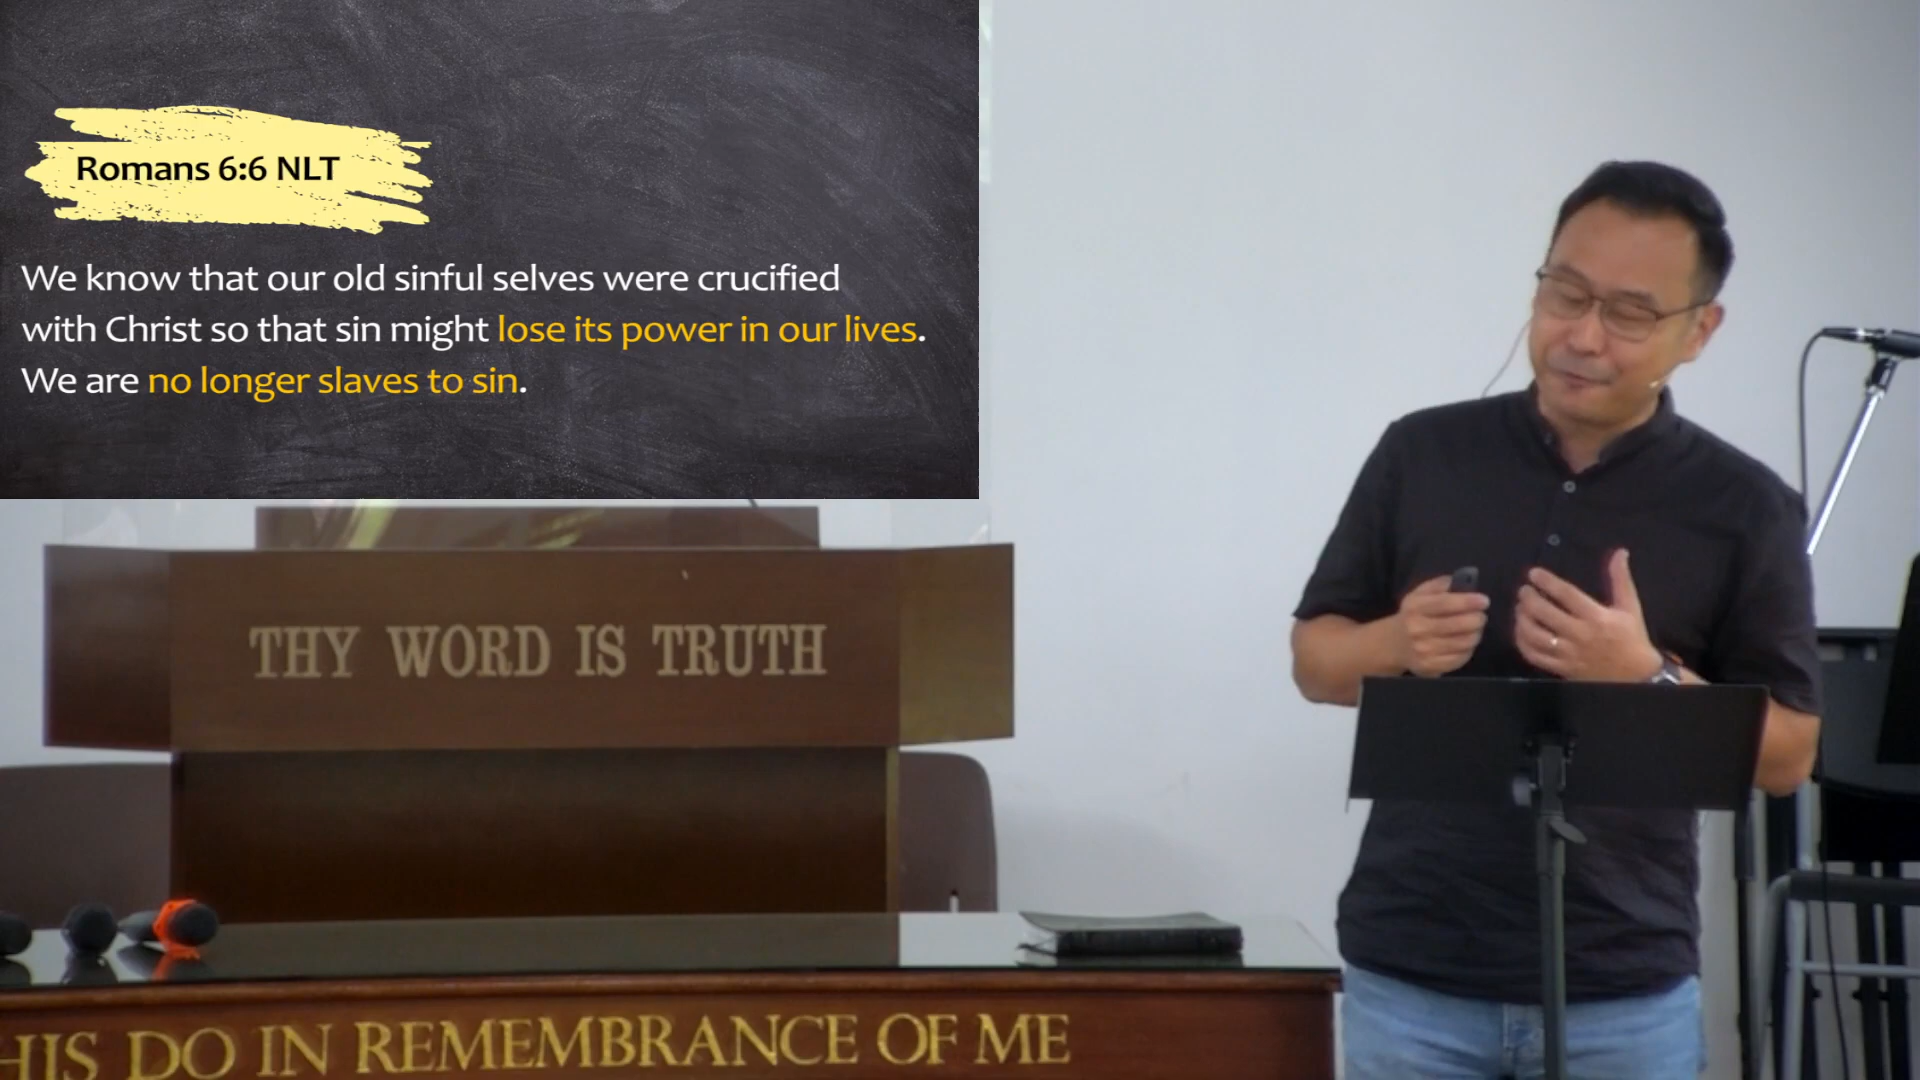 Romans 6:6 NLT
We know that our old sinful selves were crucified
with Christ so that sin might lose its power in our lives.
We are no longer slaves to sin.
THY WORD IS TRUTH
HIS DO IN REMEMBRANCE OF ME